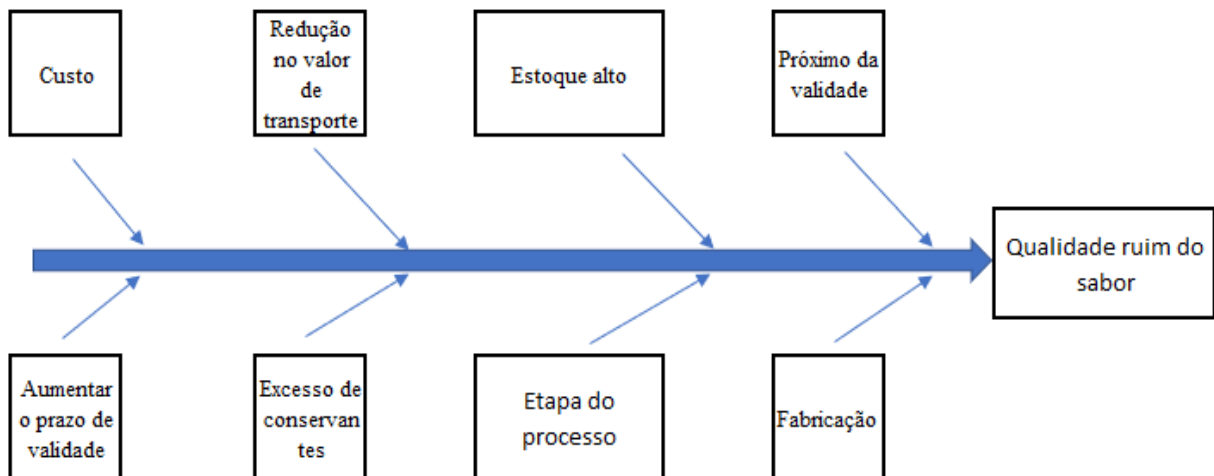 Custo
Redução
no valor
de
transporte
Estoque alto
Próximo da
validade
Qualidade ruim do
sabor
Aumentar
o prazo de
validade
Excesso de
conservan
tes
Etapa do
processo
Fabricação